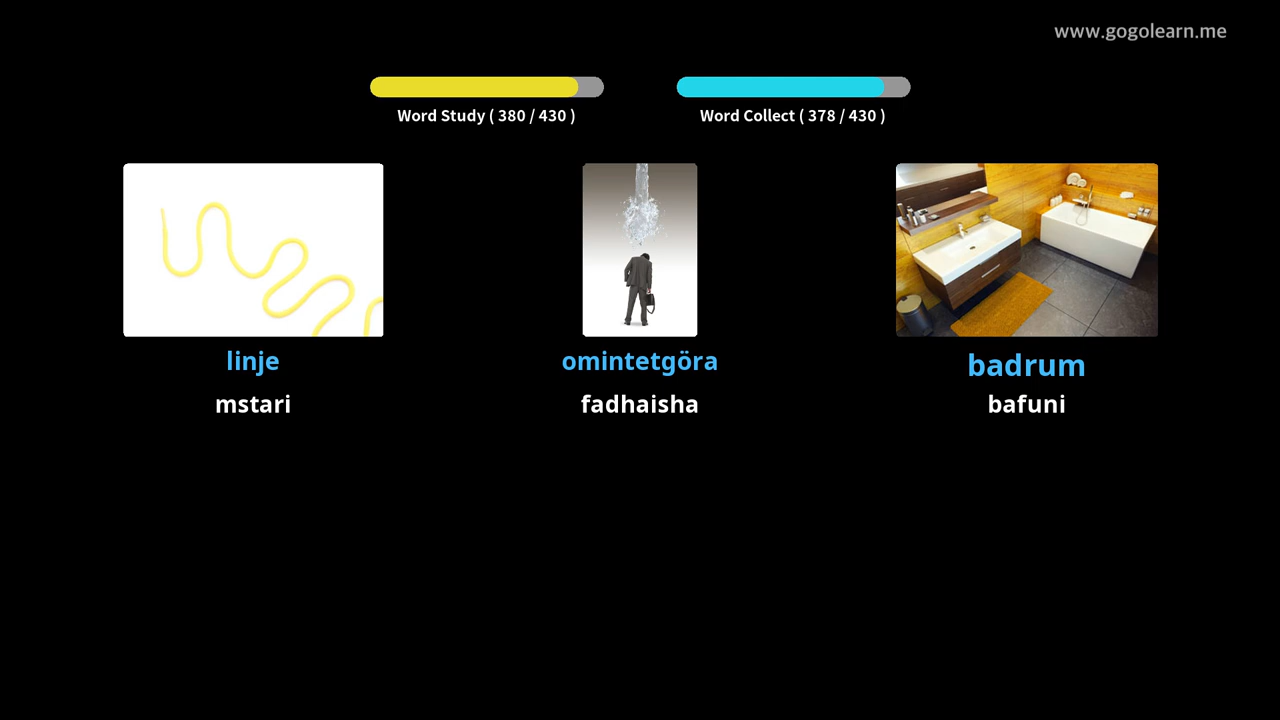 www.gogolearn.me
Word Study ( 380 / 430 )
Word Collect ( 378 / 430 )
linje
omintetgöra
badrum
mstari
fadhaisha
bafuni